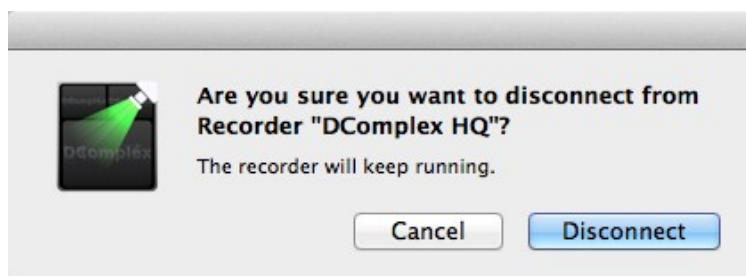 DComplex
Are you sure you want to disconnect from
Recorder "DComplex HQ"?
The recorder will keep running.
Cancel
Disconnect